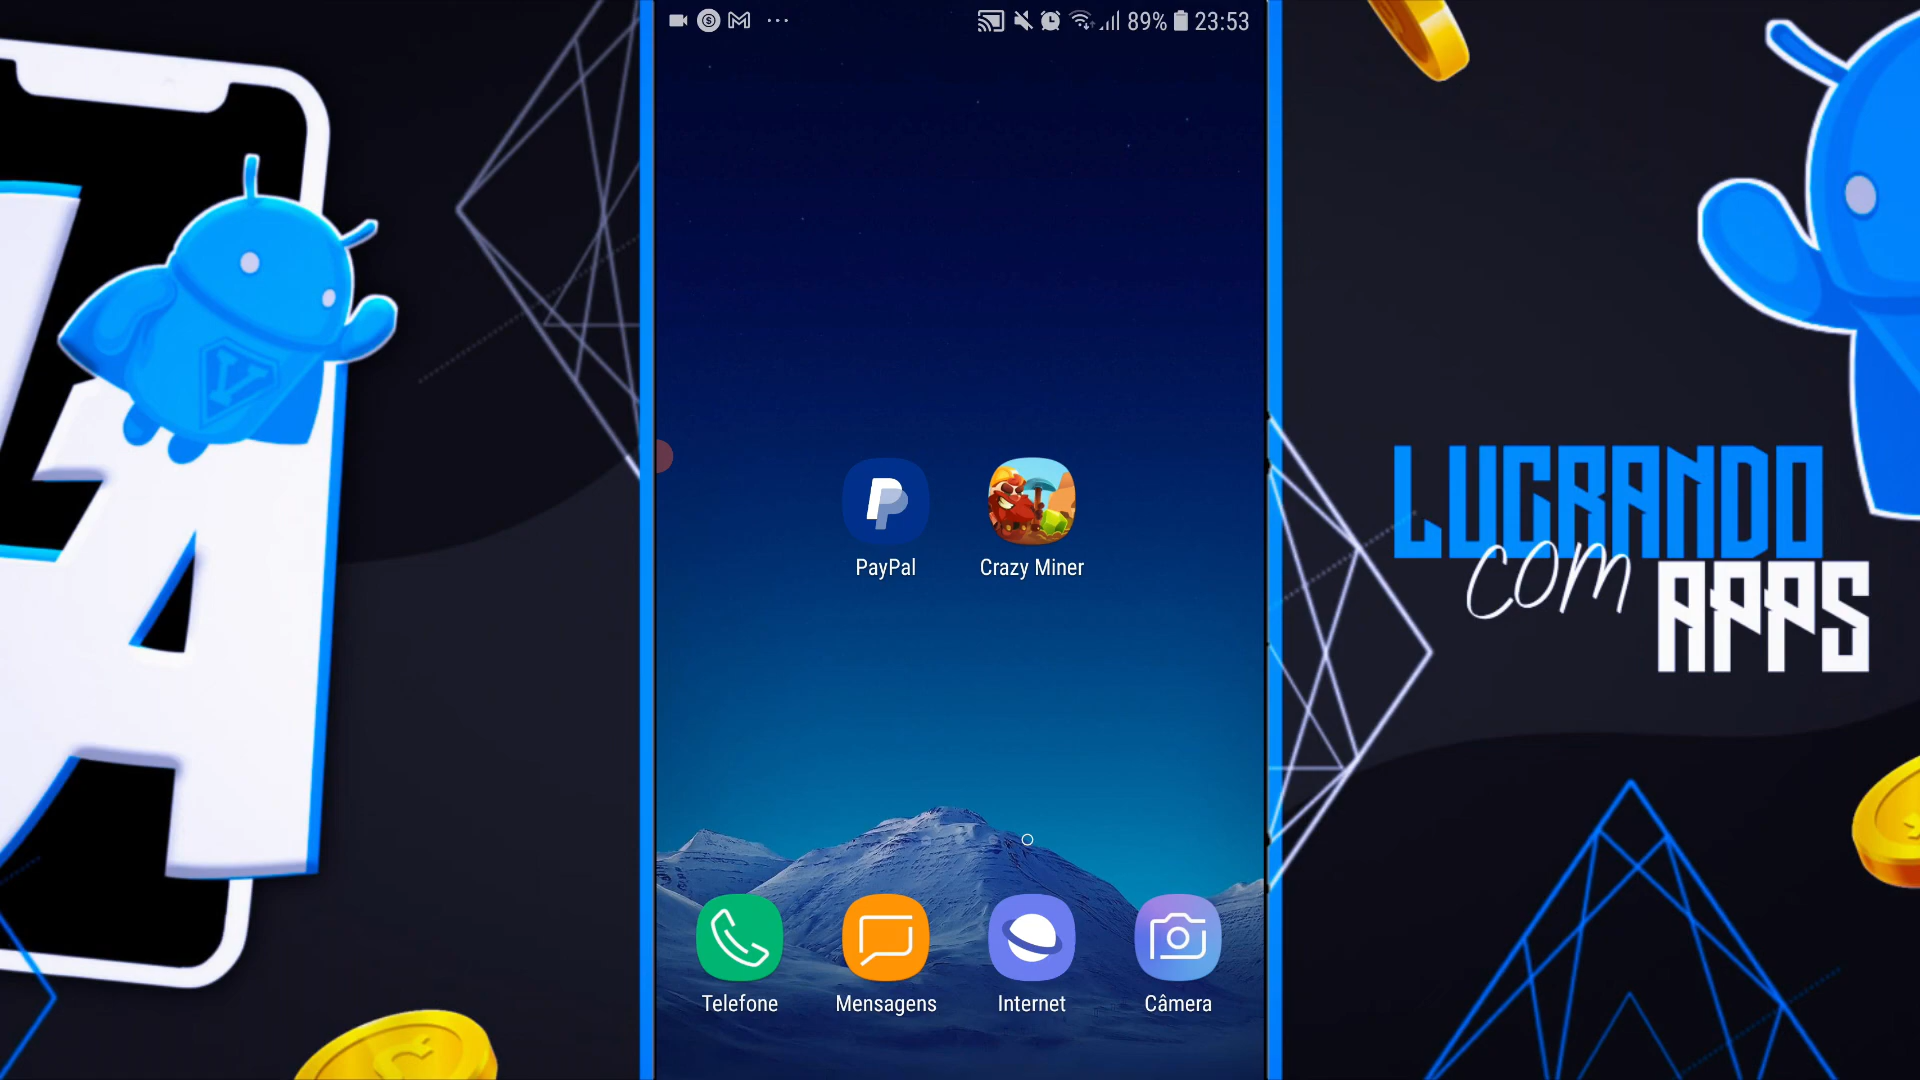 89% 23:53
PayPal
Crazy Miner
LUCRANDO
com
APPS
Telefone
Mensagens
Internet
Câmera